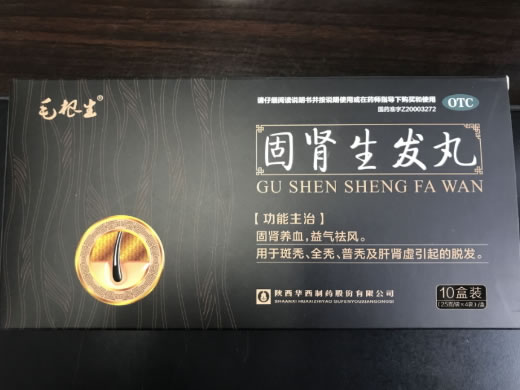 毛根生
请仔细阅读说明书并按说明使用或在药师指导下购买和使用
OTC
国药准字Z20003272
固肾生发丸
GU SHEN SHENG FA WAN
【功能主治】
固肾养血，益气祛风。
用于斑秃、全秃、普秃及肝肾虚引起的脱发。
陕西华西制药股份有限公司
10盒装